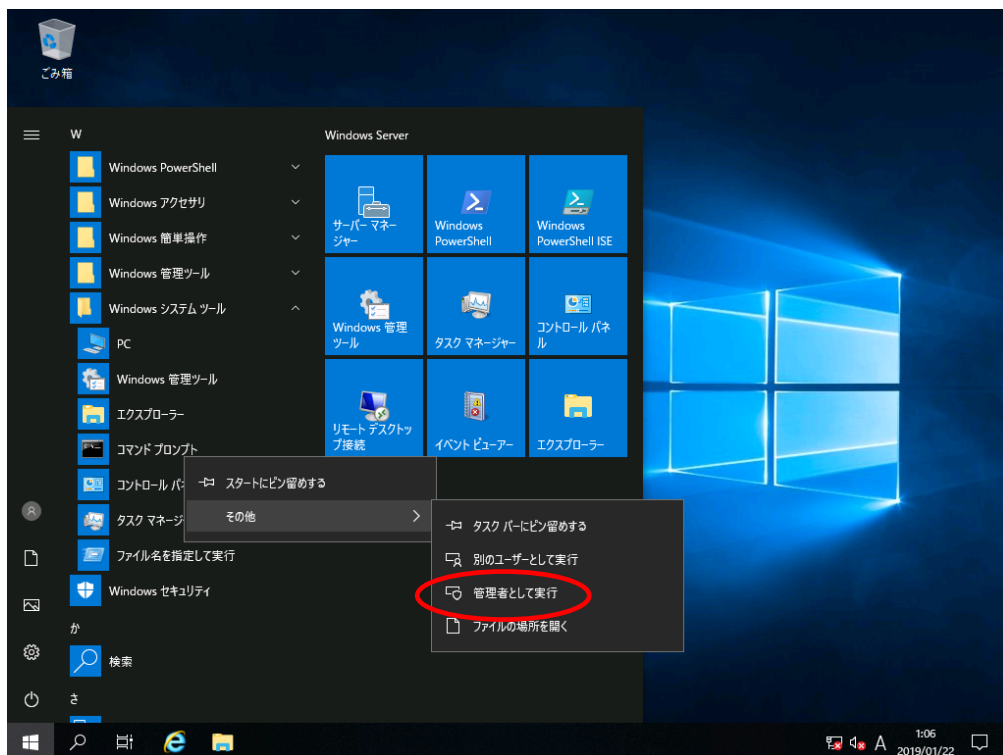 ごみ箱
W
Windows PowerShell
Windows アクセサリ
Windows 簡単操作
Windows 管理ツール
Windows システム ツール
PC
Windows 管理ツール
エクスプローラー
コマンド プロンプト
コントロール パ
タスク マネージ
ファイル名を指定して実行
Windows セキュリティ
か
検索
さ
Windows Server
サーバー マネー
ジャー
Windows
PowerShell
Windows
PowerShell ISE
Windows 管理
ツール
タスク マネージャー
コントロール パネ
ル
リモート デスクトッ
プ接続
イベント ビューアー
エクスプローラー
スタートにピン留めする
その他
タスク バーにピン留めする
別のユーザーとして実行
管理者として実行
ファイルの場所を開く
A
1:06
2019/01/22